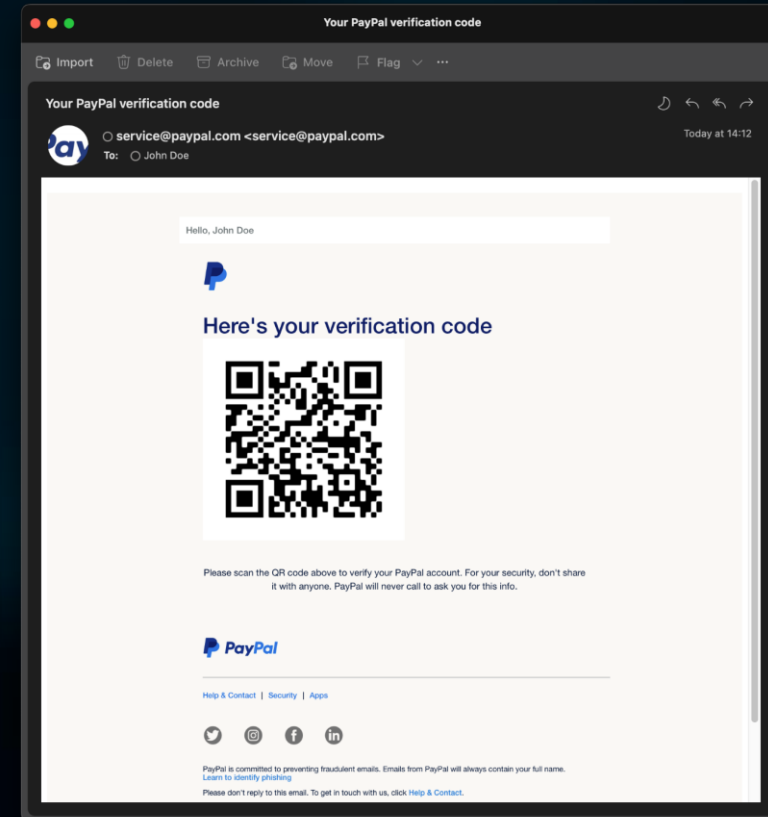 Your PayPal verification code
Import Delete Archive Move Flag
Your PayPal verification code
Pay
service@paypal.com <service@paypal.com>
Today at 14:12
To: John Doe
Hello, John Doe
Here's your verification code
Please scan the QR code above to verify your PayPal account. For your security, don't share
it with anyone. PayPal will never call to ask you for this info.
PayPal
Help & Contact | Security | Apps
PayPal is committed to preventing fraudulent emails. Emails from PayPal will always contain your full name.
Learn to identify phishing
Please don't reply to this email. To get in touch with us, click Help & Contact.